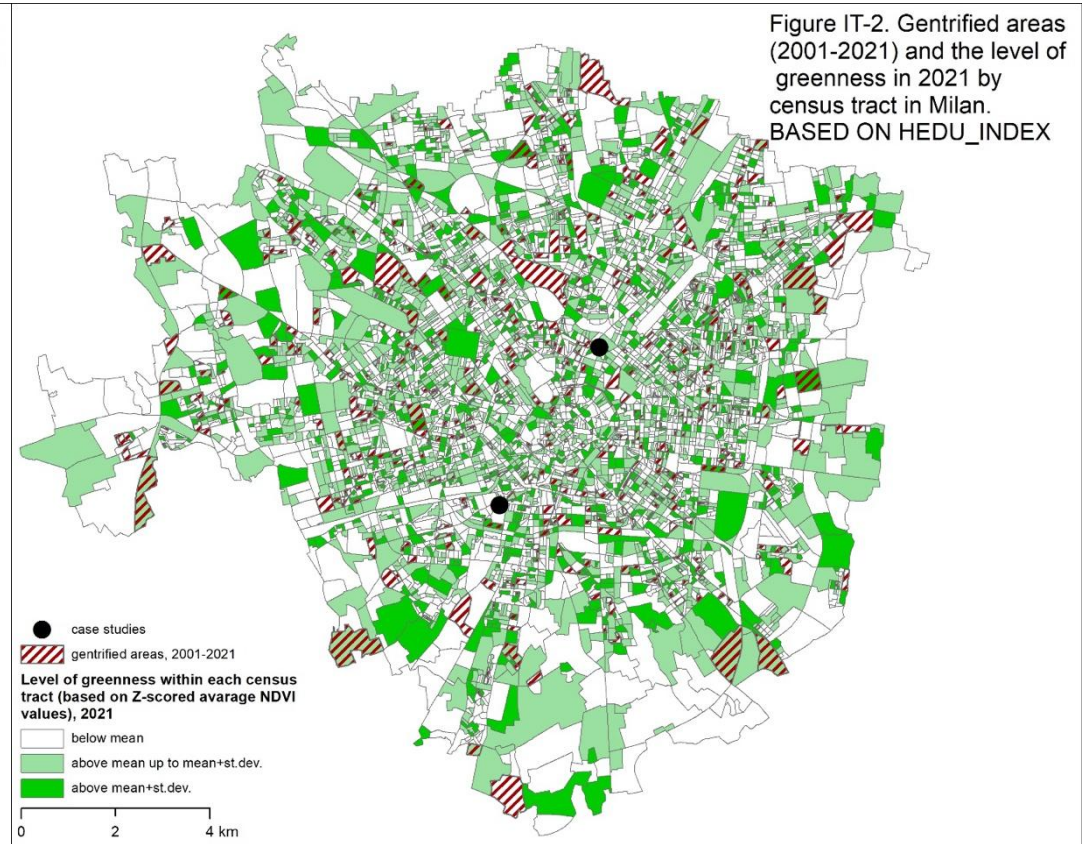 Figure IT-2. Gentrified areas
(2001-2021) and the level of
greenness in 2021 by
census tract in Milan.
BASED ON HEDU_INDEX
case studies
gentrified areas, 2001-2021
Level of greenness within each census
tract (based on Z-scored avarage NDVI
values), 2021
below mean
above mean up to mean+st.dev.
above mean+st.dev.
0 2 4 km